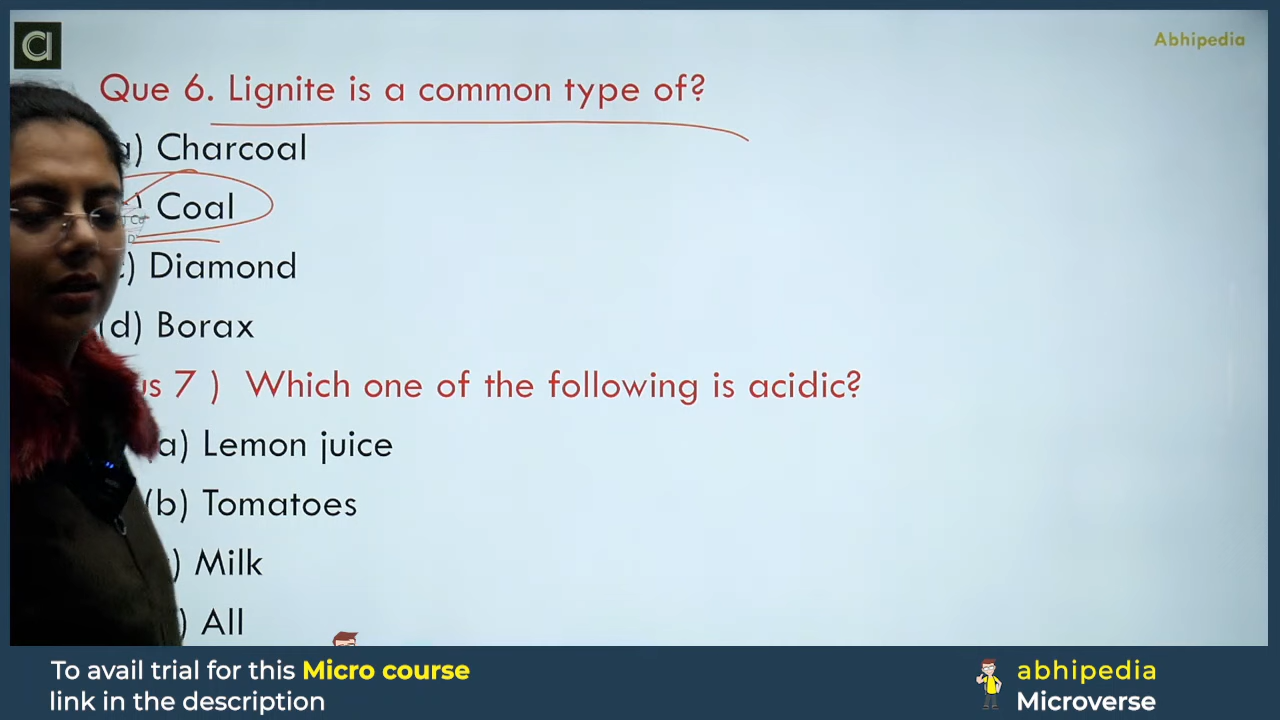 a
Abhipedia
Que 6. Lignite is a common type of?
a) Charcoal
) Coal
c) Diamond
(d) Borax
us 7 ) Which one of the following is acidic?
a) Lemon juice
(b) Tomatoes
) Milk
) All
To avail trial for this Micro course
link in the description
abhipedia
Microverse